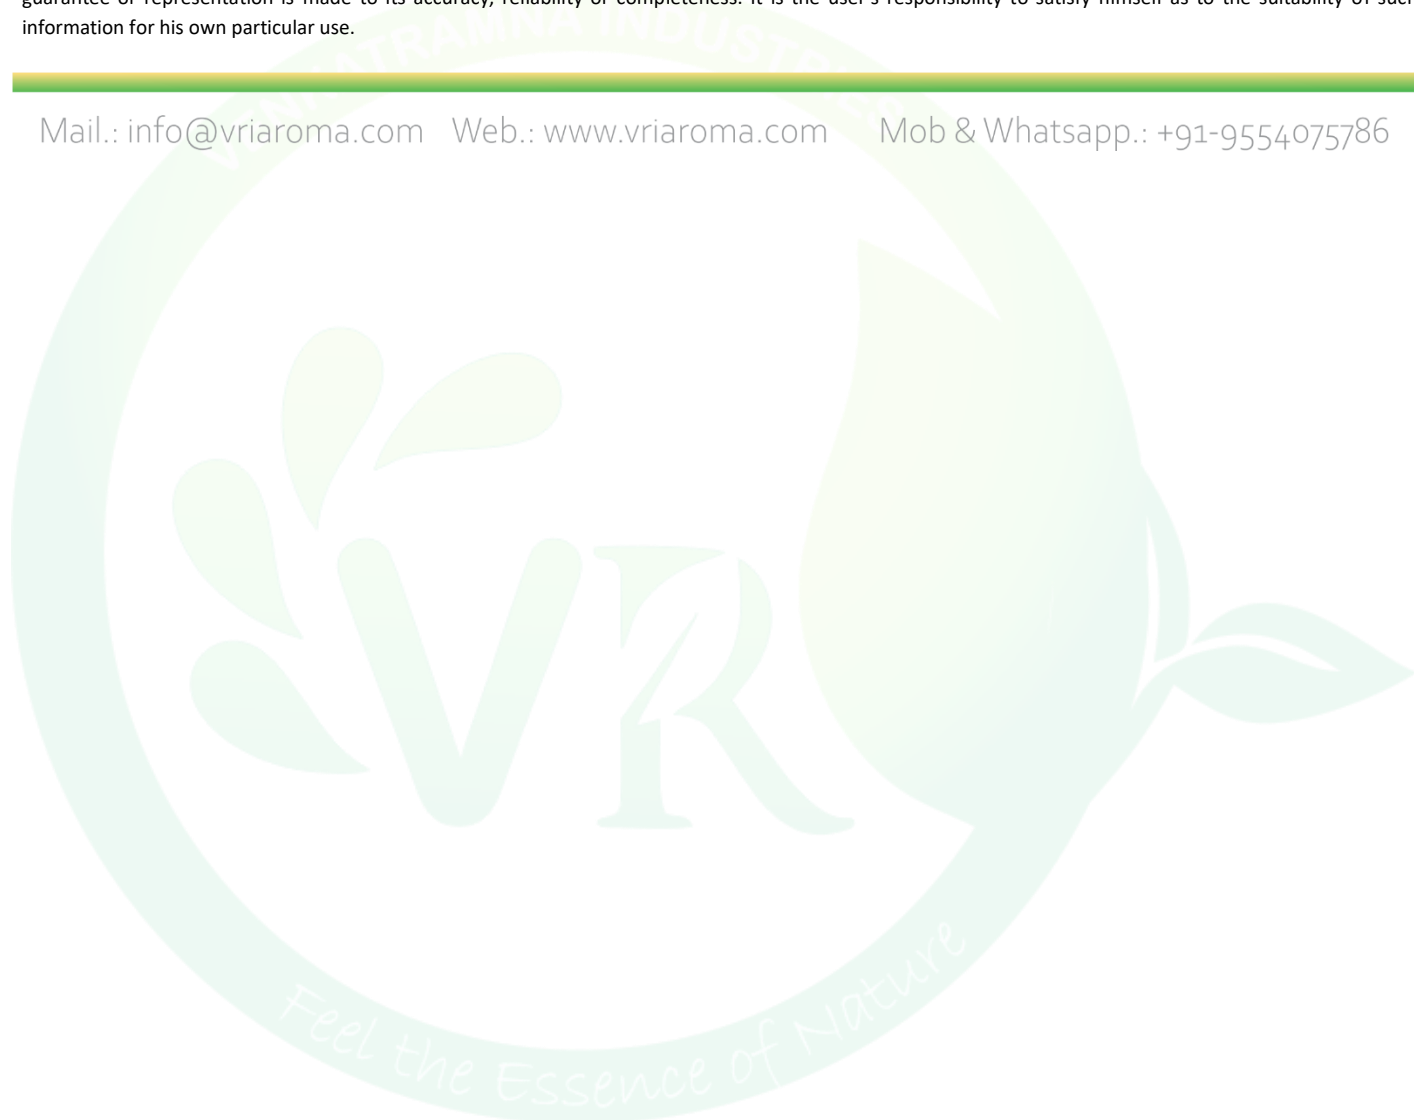 guarantee or representation is made to its accuracy, reliability or completeness. It is the user's responsibility to satisfy himself as to the suitability of such
information for his own particular use.
INDUSTRIES
Mail.: info@vriaroma.com Web.: www.vriaroma.com Mob & Whatsapp.: +91-9554075786
VR
Feel the Essence of Nature